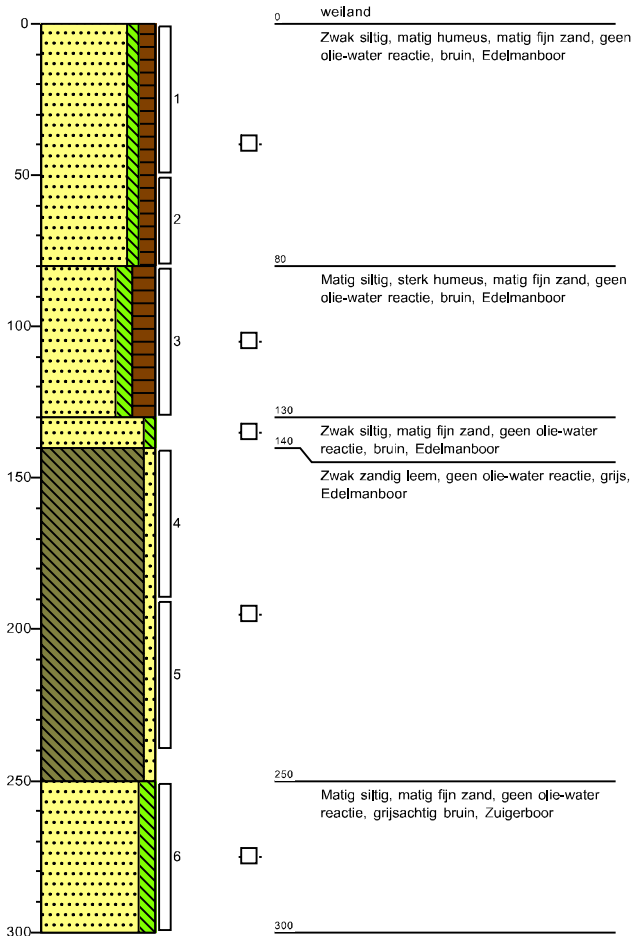 0
50
100
150
200
250
300
1
2
3
4
5
6
0
weiland
Zwak siltig, matig humeus, matig fijn zand, geen
olie-water reactie, bruin, Edelmanboor
80
Matig siltig, sterk humeus, matig fijn zand, geen
olie-water reactie, bruin, Edelmanboor
130
Zwak siltig, matig fijn zand, geen olie-water
reactie, bruin, Edelmanboor
140
Zwak zandig leem, geen olie-water reactie, grijs,
Edelmanboor
250
Matig siltig, matig fijn zand, geen olie-water
reactie, grijsachtig bruin, Zuigerboor
300